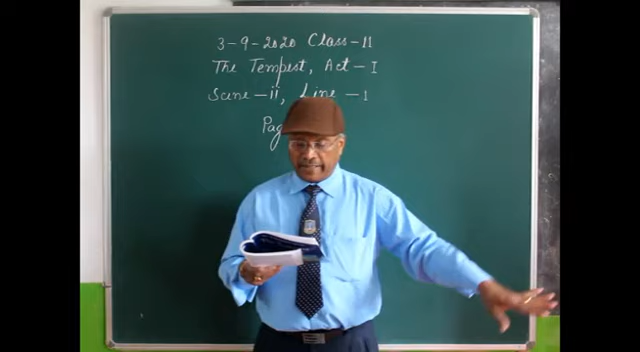 3-9-2020 Class-11
The Tempest, Act-I
Scene-ii, Line-1